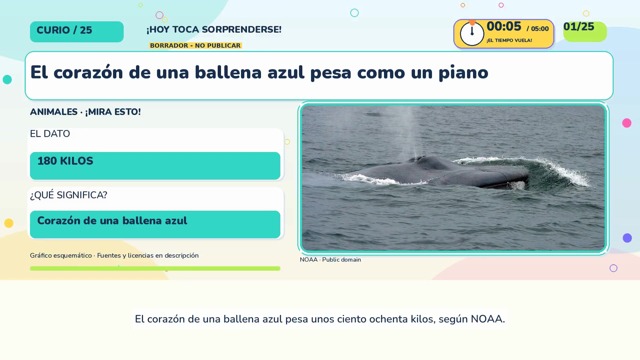 CURIO / 25
¡HOY TOCA SORPRENDERSE!
BORRADOR - NO PUBLICAR
00:05 / 05:00
¡EL TIEMPO VUELA!
01/25
El corazón de una ballena azul pesa como un piano
ANIMALES · ¡MIRA ESTO!
EL DATO
180 KILOS
¿QUÉ SIGNIFICA?
Corazón de una ballena azul
Gráfico esquemático · Fuentes y licencias en descripción
NOAA · Public domain
El corazón de una ballena azul pesa unos ciento ochenta kilos, según NOAA.